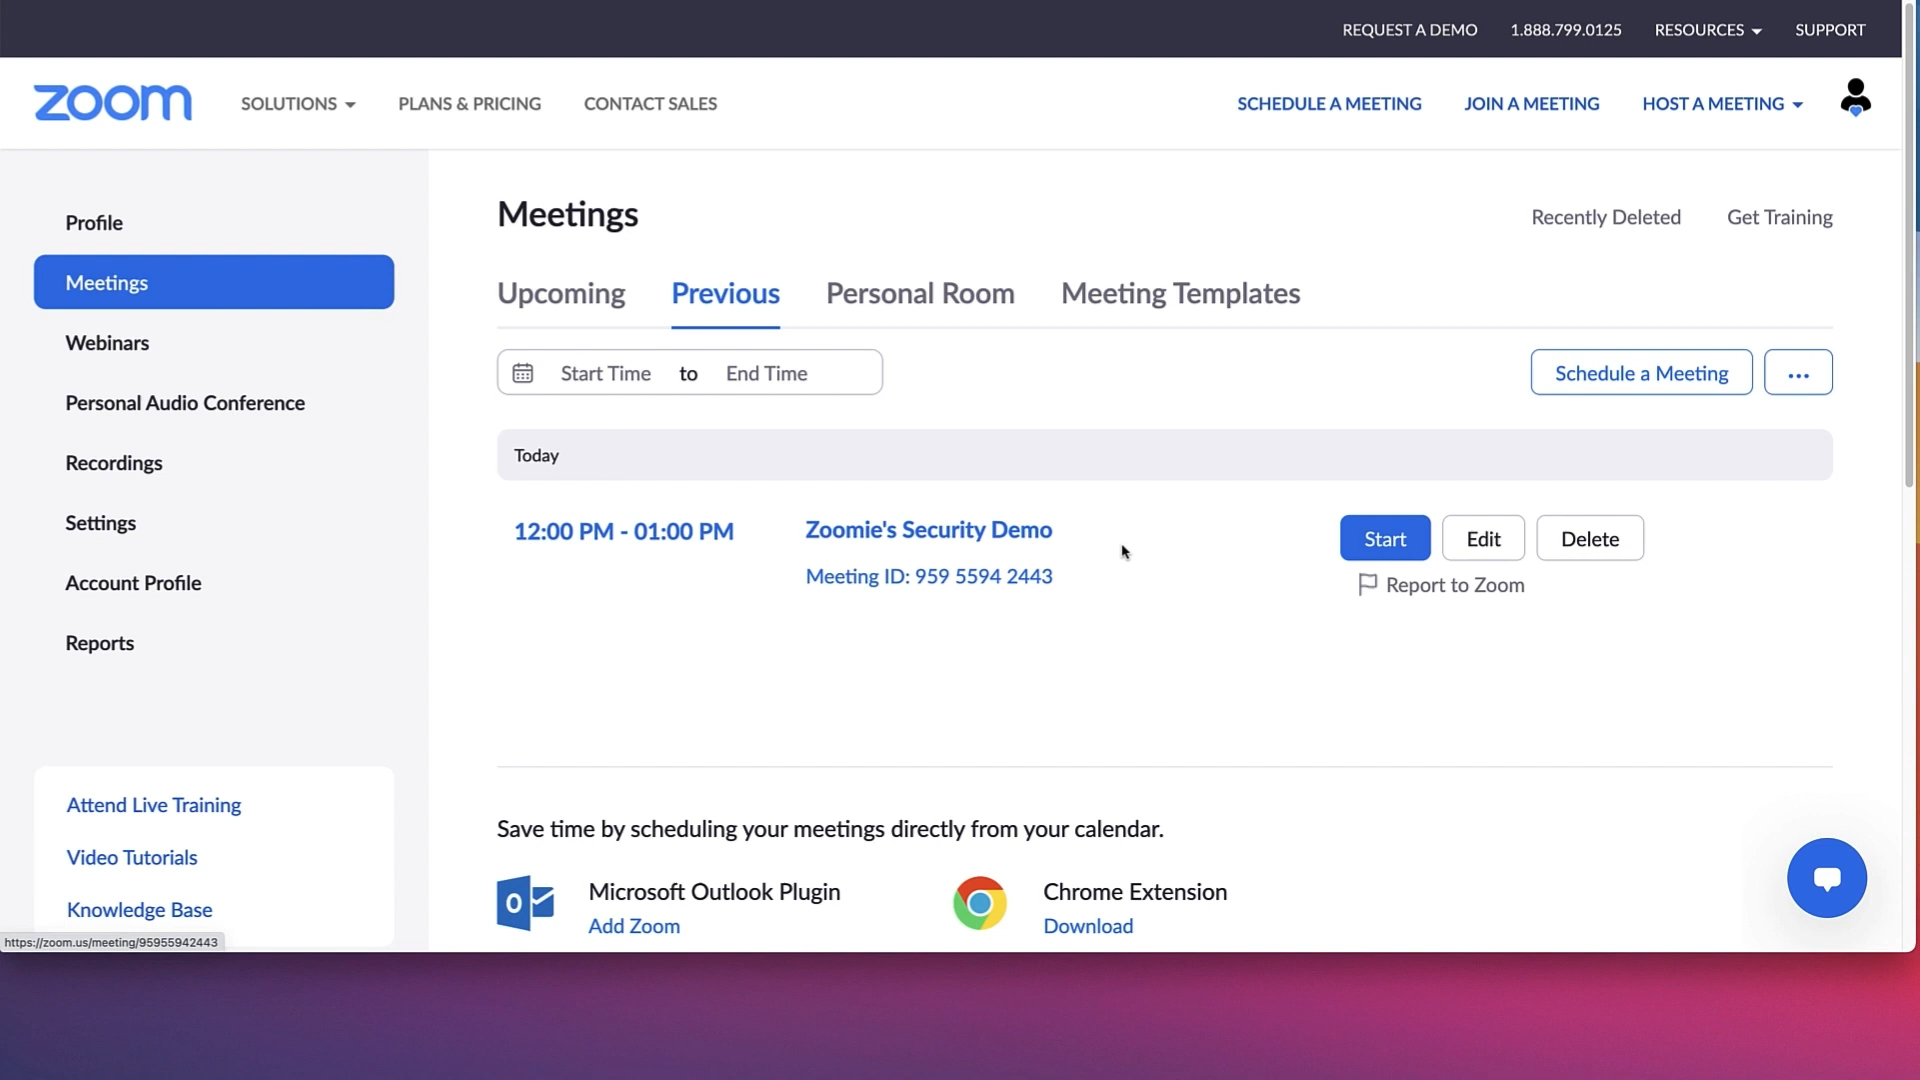 REQUEST A DEMO 1.888.799.0125 RESOURCES SUPPORT
zoom SOLUTIONS PLANS & PRICING CONTACT SALES SCHEDULE A MEETING JOIN A MEETING HOST A MEETING
Profile
Meetings
Webinars
Personal Audio Conference
Recordings
Settings
Account Profile
Reports
Attend Live Training
Video Tutorials
Knowledge Base
https://zoom.us/meeting/95955942443
Meetings
Recently Deleted Get Training
Upcoming Previous Personal Room Meeting Templates
Start Time to End Time
Schedule a Meeting ...
Today
12:00 PM - 01:00 PM Zoomie's Security Demo Start Edit Delete
Meeting ID: 959 5594 2443 Report to Zoom
Save time by scheduling your meetings directly from your calendar.
Microsoft Outlook Plugin Chrome Extension
Add Zoom Download